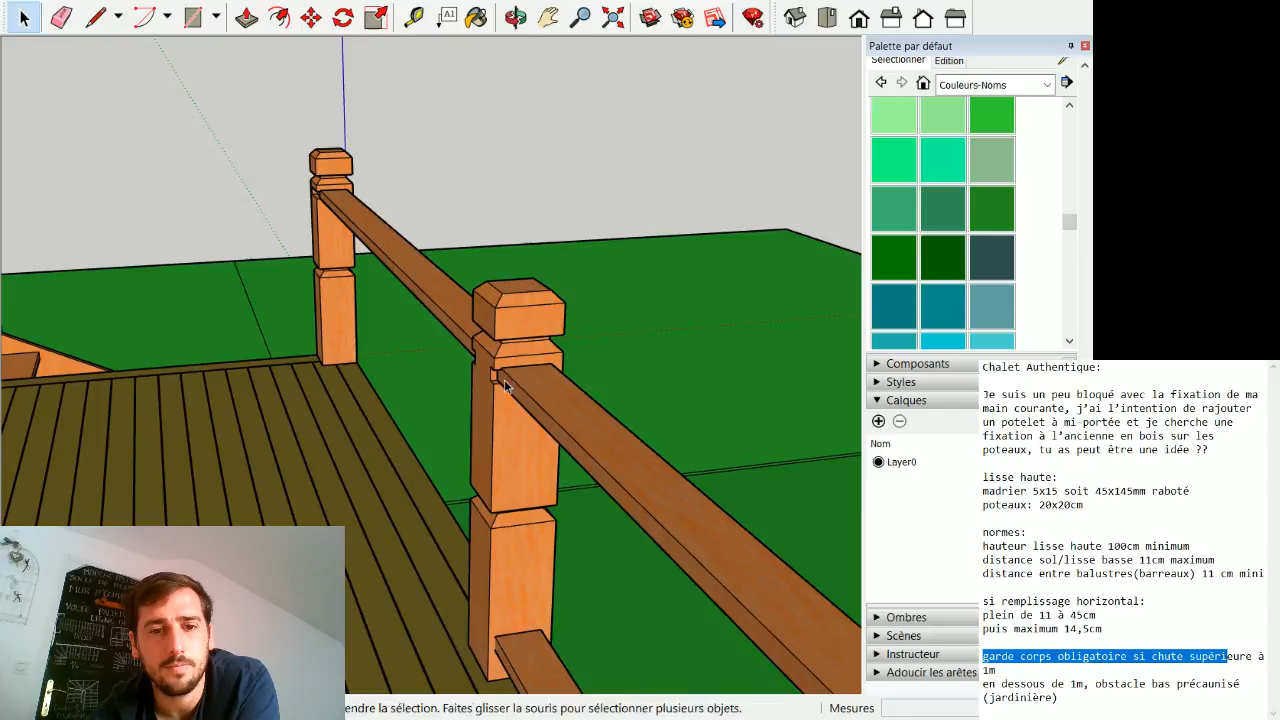 A1
Palette par défaut
Sélectionner
Edition
Couleurs-Noms
Composants
Styles
Calques
Nom
Layer0
Ombres
Scènes
Instructeur
Adoucir les arêtes
Chalet Authentique:
Je suis un peu bloqué avec la fixation de ma
main courante, j'ai l'intention de rajouter
un potelet à mi-portée et je cherche une
fixation à l'ancienne en bois sur les
poteaux, tu as peut être une idée ??
lisse haute:
madrier 5x15 soit 45x145mm raboté
poteaux: 20x20cm
normes:
hauteur lisse haute 100cm minimum
distance sol/lisse basse 11cm maximum
distance entre balustres(barreaux) 11 cm mini
si remplissage horizontal:
plein de 11 à 45cm
puis maximum 14,5cm
garde corps obligatoire si chute supérieure à
1m
en dessous de 1m, obstacle bas précaunisé
(jardinière)
MUR D'
endre la sélection. Faites glisser la souris pour sélectionner plusieurs objets.
Mesures